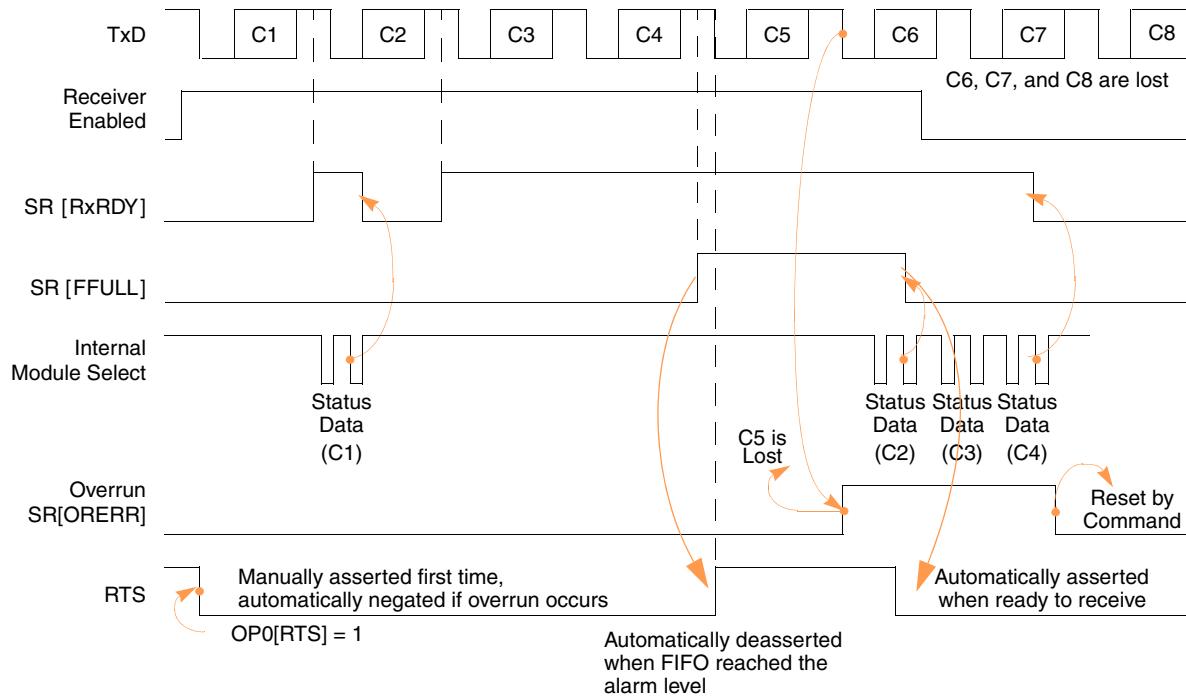 TxD
C1
C2
C3
C4
C5
C6
C7
C8
C6, C7, and C8 are lost
Receiver
Enabled
SR [RxRDY]
SR [FFULL]
Internal
Module Select
Status
Data
(C1)
Status
Data
(C2)
Status
Data
(C3)
Status
Data
(C4)
C5 is
Lost
Overrun
SR[ORERR]
Reset by
Command
RTS
Manually asserted first time,
automatically negated if overrun occurs
OP0[RTS] = 1
Automatically asserted
when ready to receive
Automatically deasserted
when FIFO reached the
alarm level